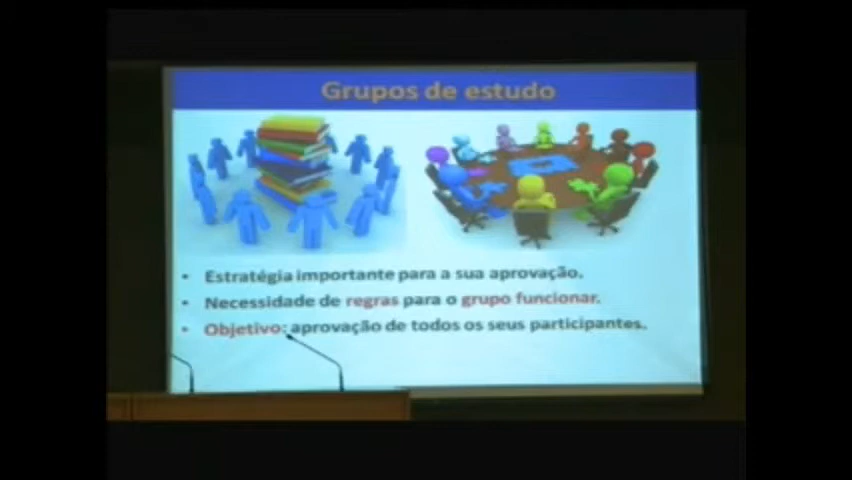 Grupos de estudo
• Estratégia importante para a sua aprovação.
• Necessidade de regras para o grupo funcionar.
• Objetivo: aprovação de todos os seus participantes.